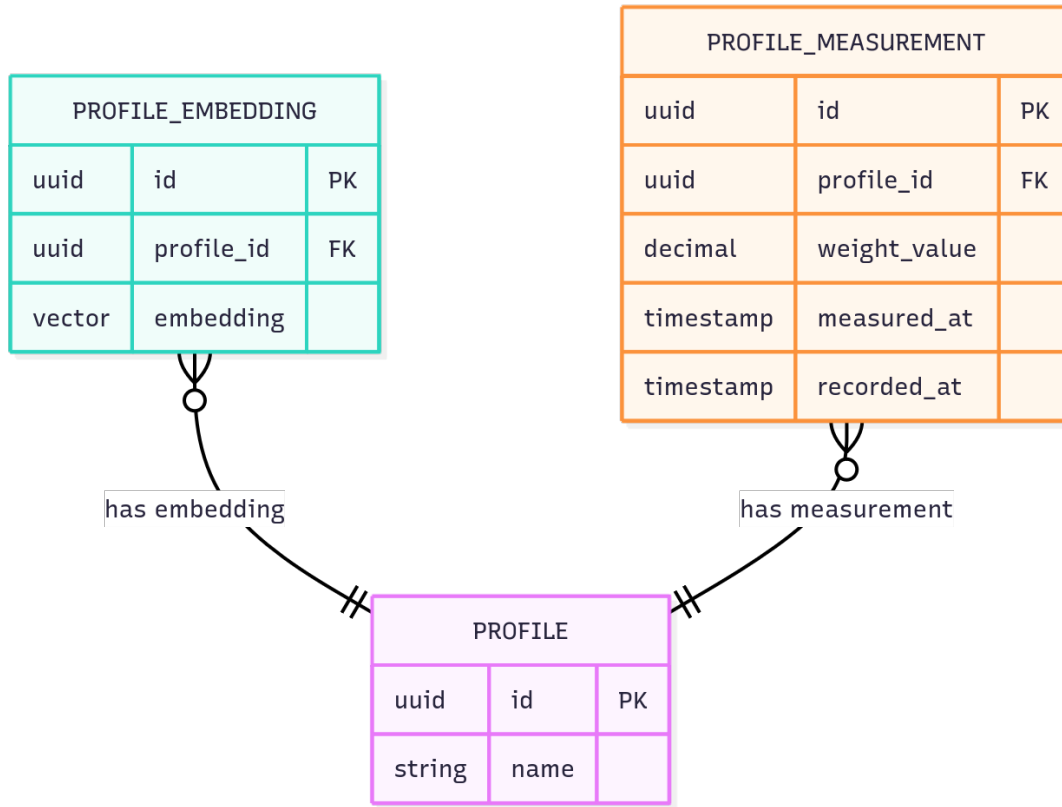 PROFILE_EMBEDDING
uuid id PK
uuid profile_id FK
vector embedding
PROFILE_MEASUREMENT
uuid id PK
uuid profile_id FK
decimal weight_value
timestamp measured_at
timestamp recorded_at
has embedding
has measurement
PROFILE
uuid id PK
string name